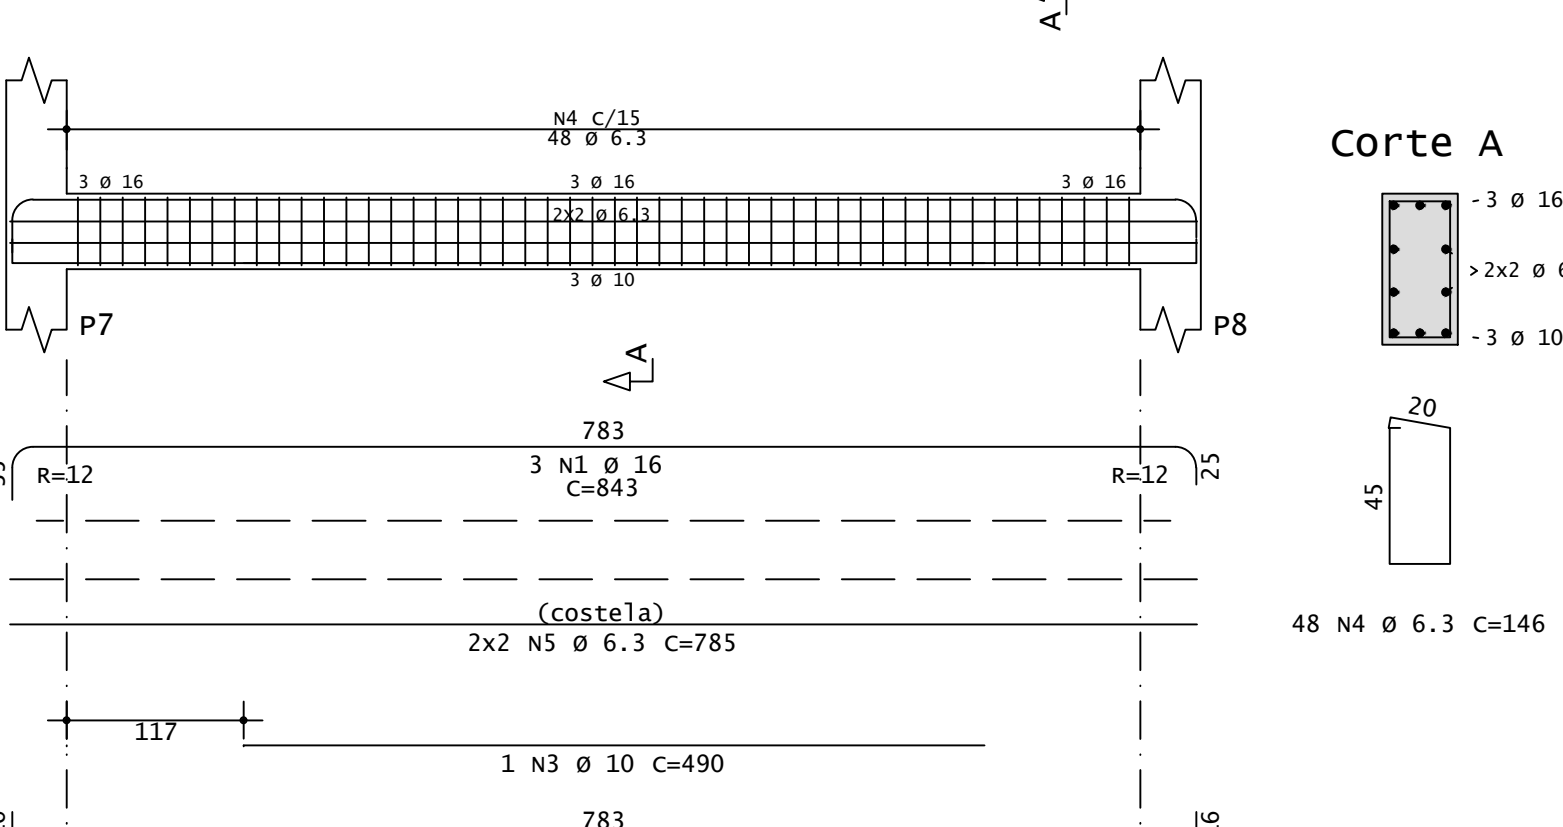 A
N4 C/15
48 Ø 6.3
Corte A
3 Ø 16 3 Ø 16 3 Ø 16
-3 Ø 16
2x2 Ø 6.3
>2x2 Ø
3 Ø 10
P7 P8
-3 Ø 10
A
20
783
3 N1 Ø 16
C=843
R=12 R=12
25
45
(costela)
2x2 N5 Ø 6.3 C=785
48 N4 Ø 6.3 C=146
117
1 N3 Ø 10 C=490
783